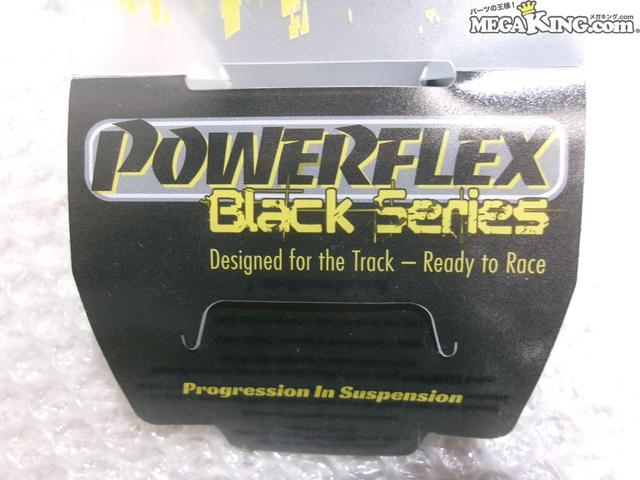 パーツの王様! メガキング.com
MEGAKING.com
POWERFLEX
Black Series
Designed for the Track – Ready to Race
Progression In Suspension